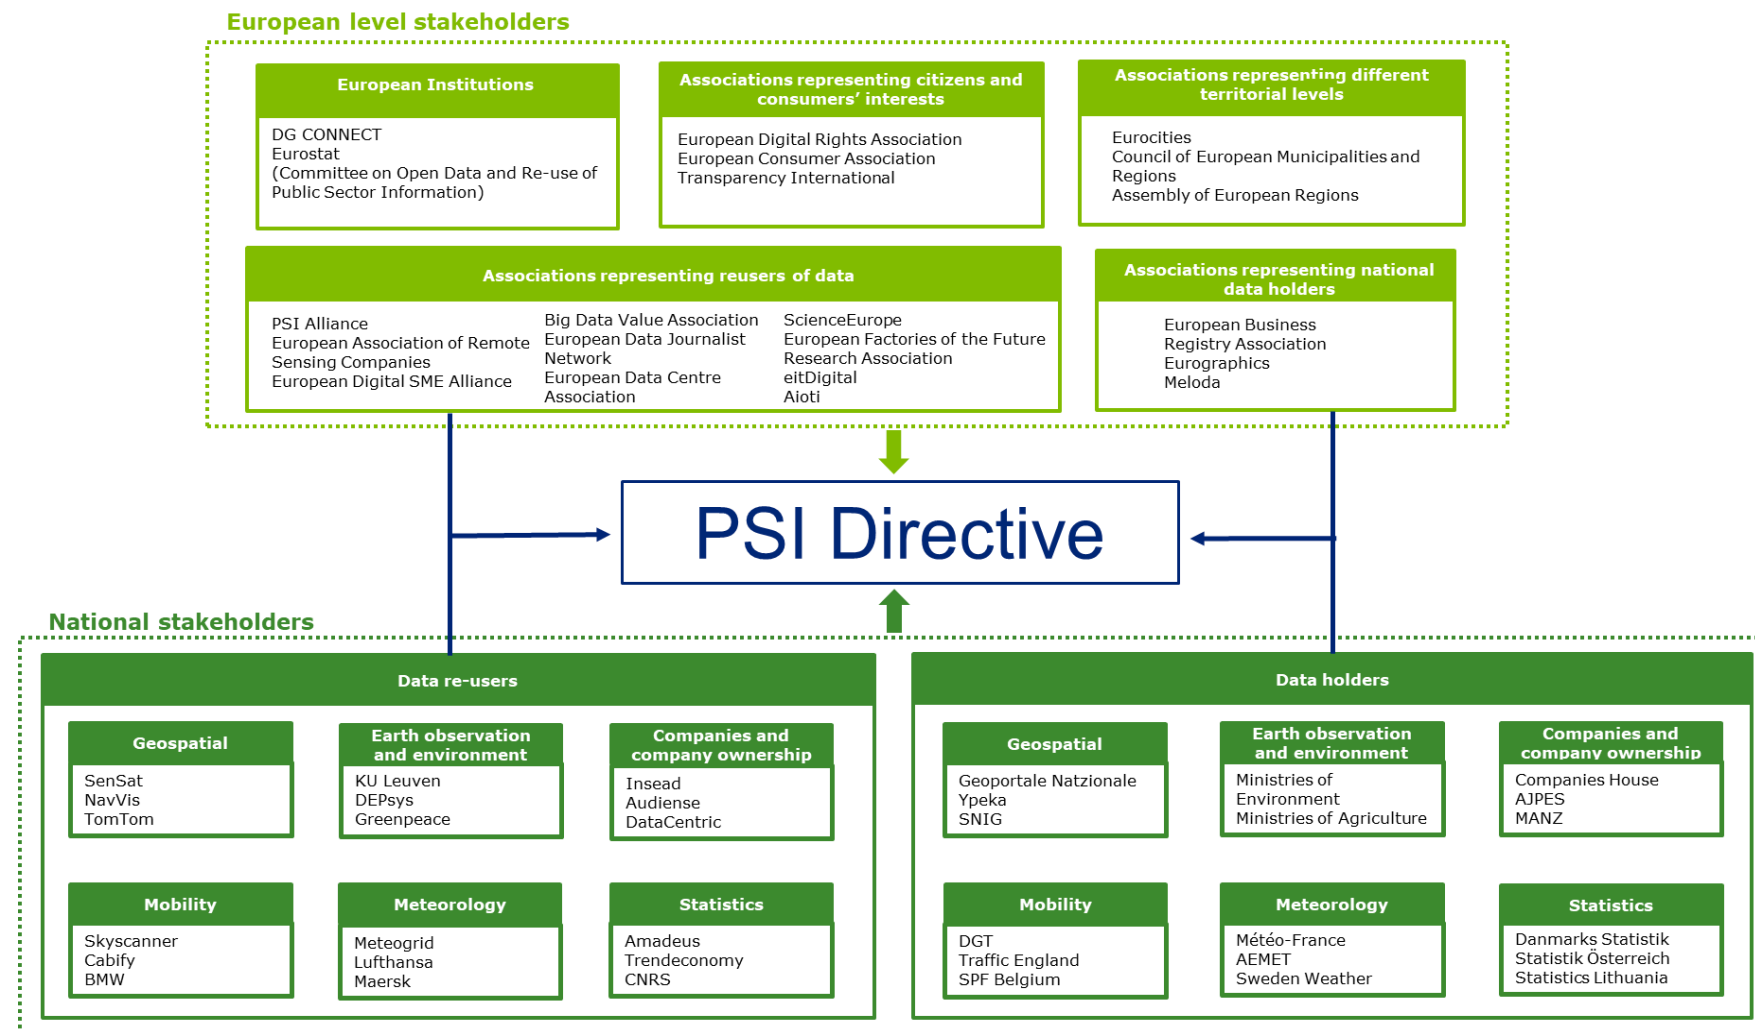 European level stakeholders
European Institutions
DG CONNECT
Eurostat
(Committee on Open Data and Re-use of
Public Sector Information)
Associations representing citizens and
consumers’ interests
European Digital Rights Association
European Consumer Association
Transparency International
Associations representing different
territorial levels
Eurocities
Council of European Municipalities and
Regions
Assembly of European Regions
Associations representing reusers of data
PSI Alliance
European Association of Remote
Sensing Companies
European Digital SME Alliance
Big Data Value Association
European Data Journalist
Network
European Data Centre
Association
ScienceEurope
European Factories of the Future
Research Association
eitDigital
Aioti
Associations representing national
data holders
European Business
Registry Association
Eurographics
Meloda
PSI Directive
National stakeholders
Data re-users
Geospatial
SenSat
NavVis
TomTom
Earth observation
and environment
KU Leuven
DEPsys
Greenpeace
Companies and
company ownership
Insead
Audiense
DataCentric
Mobility
Skyscanner
Cabify
BMW
Meteorology
Meteogrid
Lufthansa
Maersk
Statistics
Amadeus
Trendeconomy
CNRS
Data holders
Geospatial
Geoportale Natzionale
Ypeka
SNIG
Earth observation
and environment
Ministries of
Environment
Ministries of Agriculture
Companies and
company ownership
Companies House
AJPES
MANZ
Mobility
DGT
Traffic England
SPF Belgium
Meteorology
Météo-France
AEMET
Sweden Weather
Statistics
Danmarks Statistik
Statistik Österreich
Statistics Lithuania